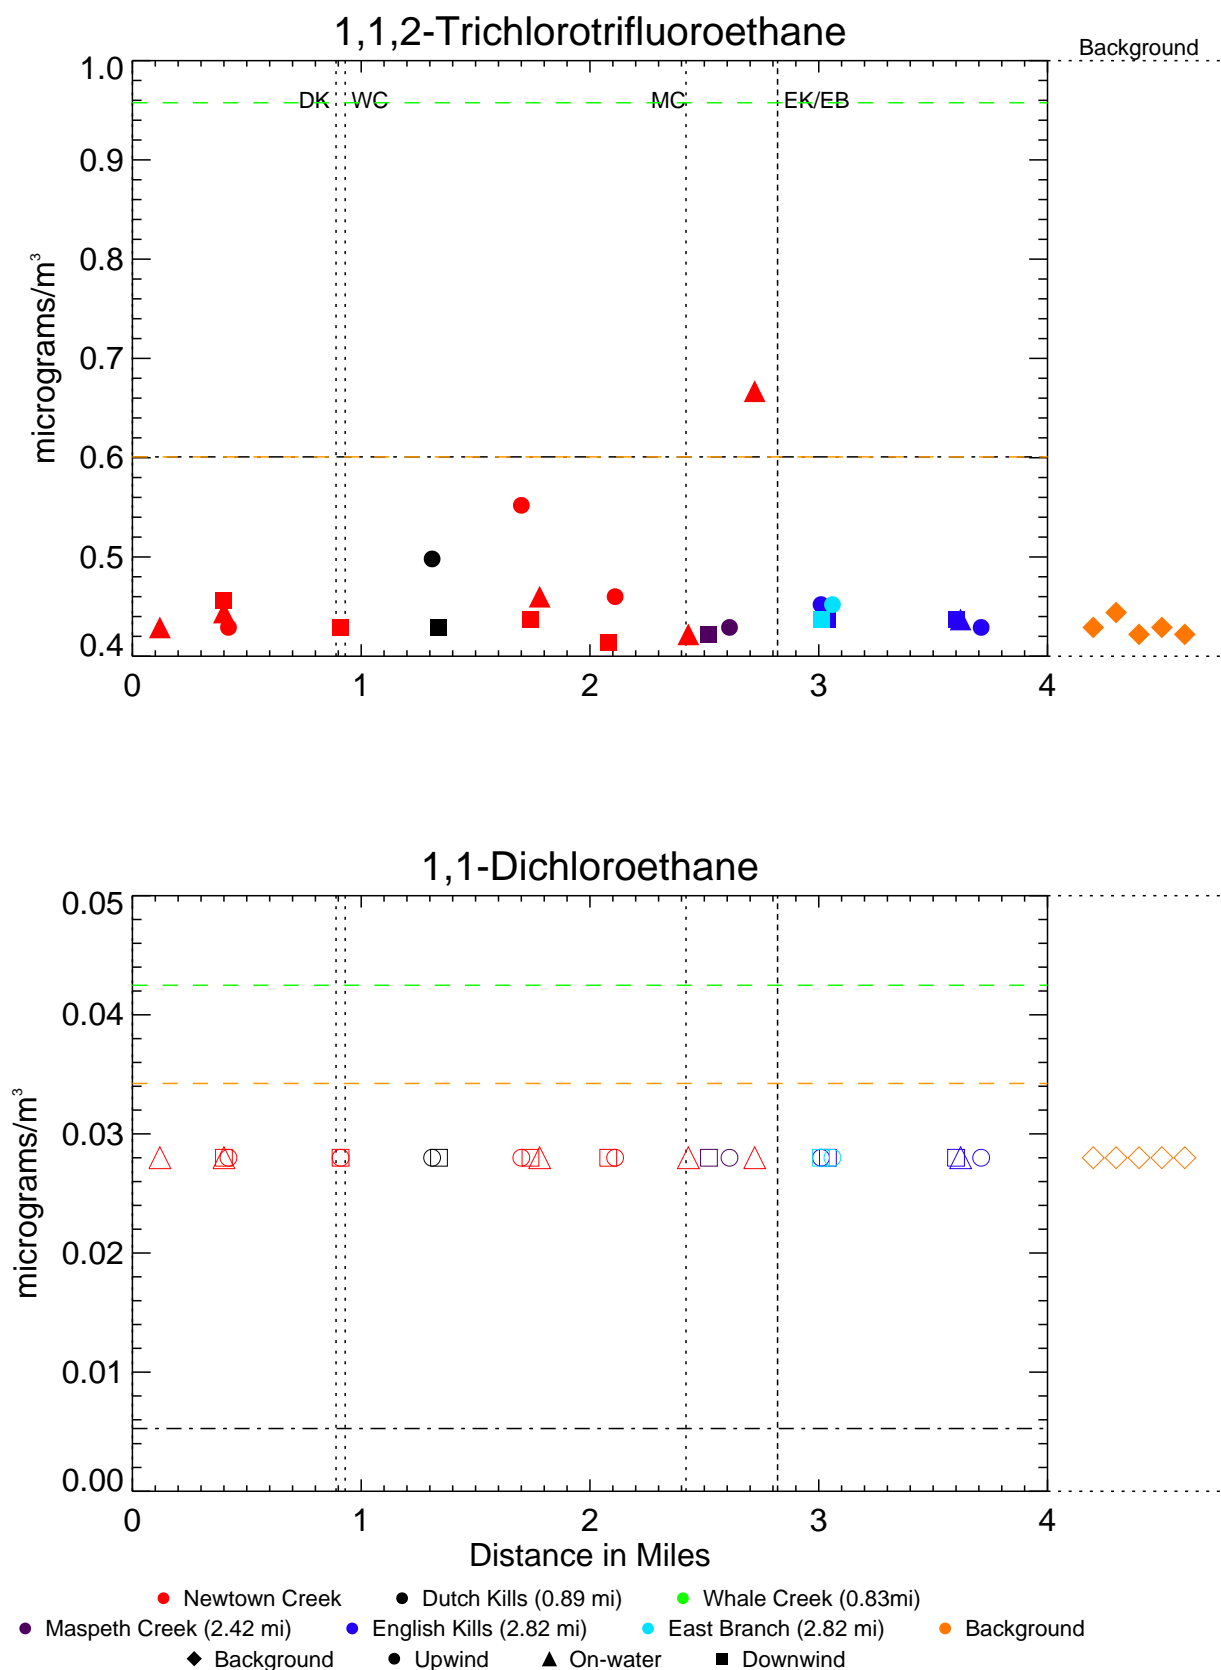 1,1,2-Trichlorotrifluoroethane
Background
1.0
DK WC MC EK/EB
0.9
0.8
micrograms/m³
0.7
0.6
0.5
0.4
0 1 2 3 4
1,1-Dichloroethane
0.05
0.04
0.03
micrograms/m³
0.02
0.01
0.00
0 1 2 3 4
Distance in Miles
Newtown Creek Dutch Kills (0.89 mi) Whale Creek (0.83mi)
Maspeth Creek (2.42 mi) English Kills (2.82 mi) East Branch (2.82 mi) Background
Background Upwind On-water Downwind